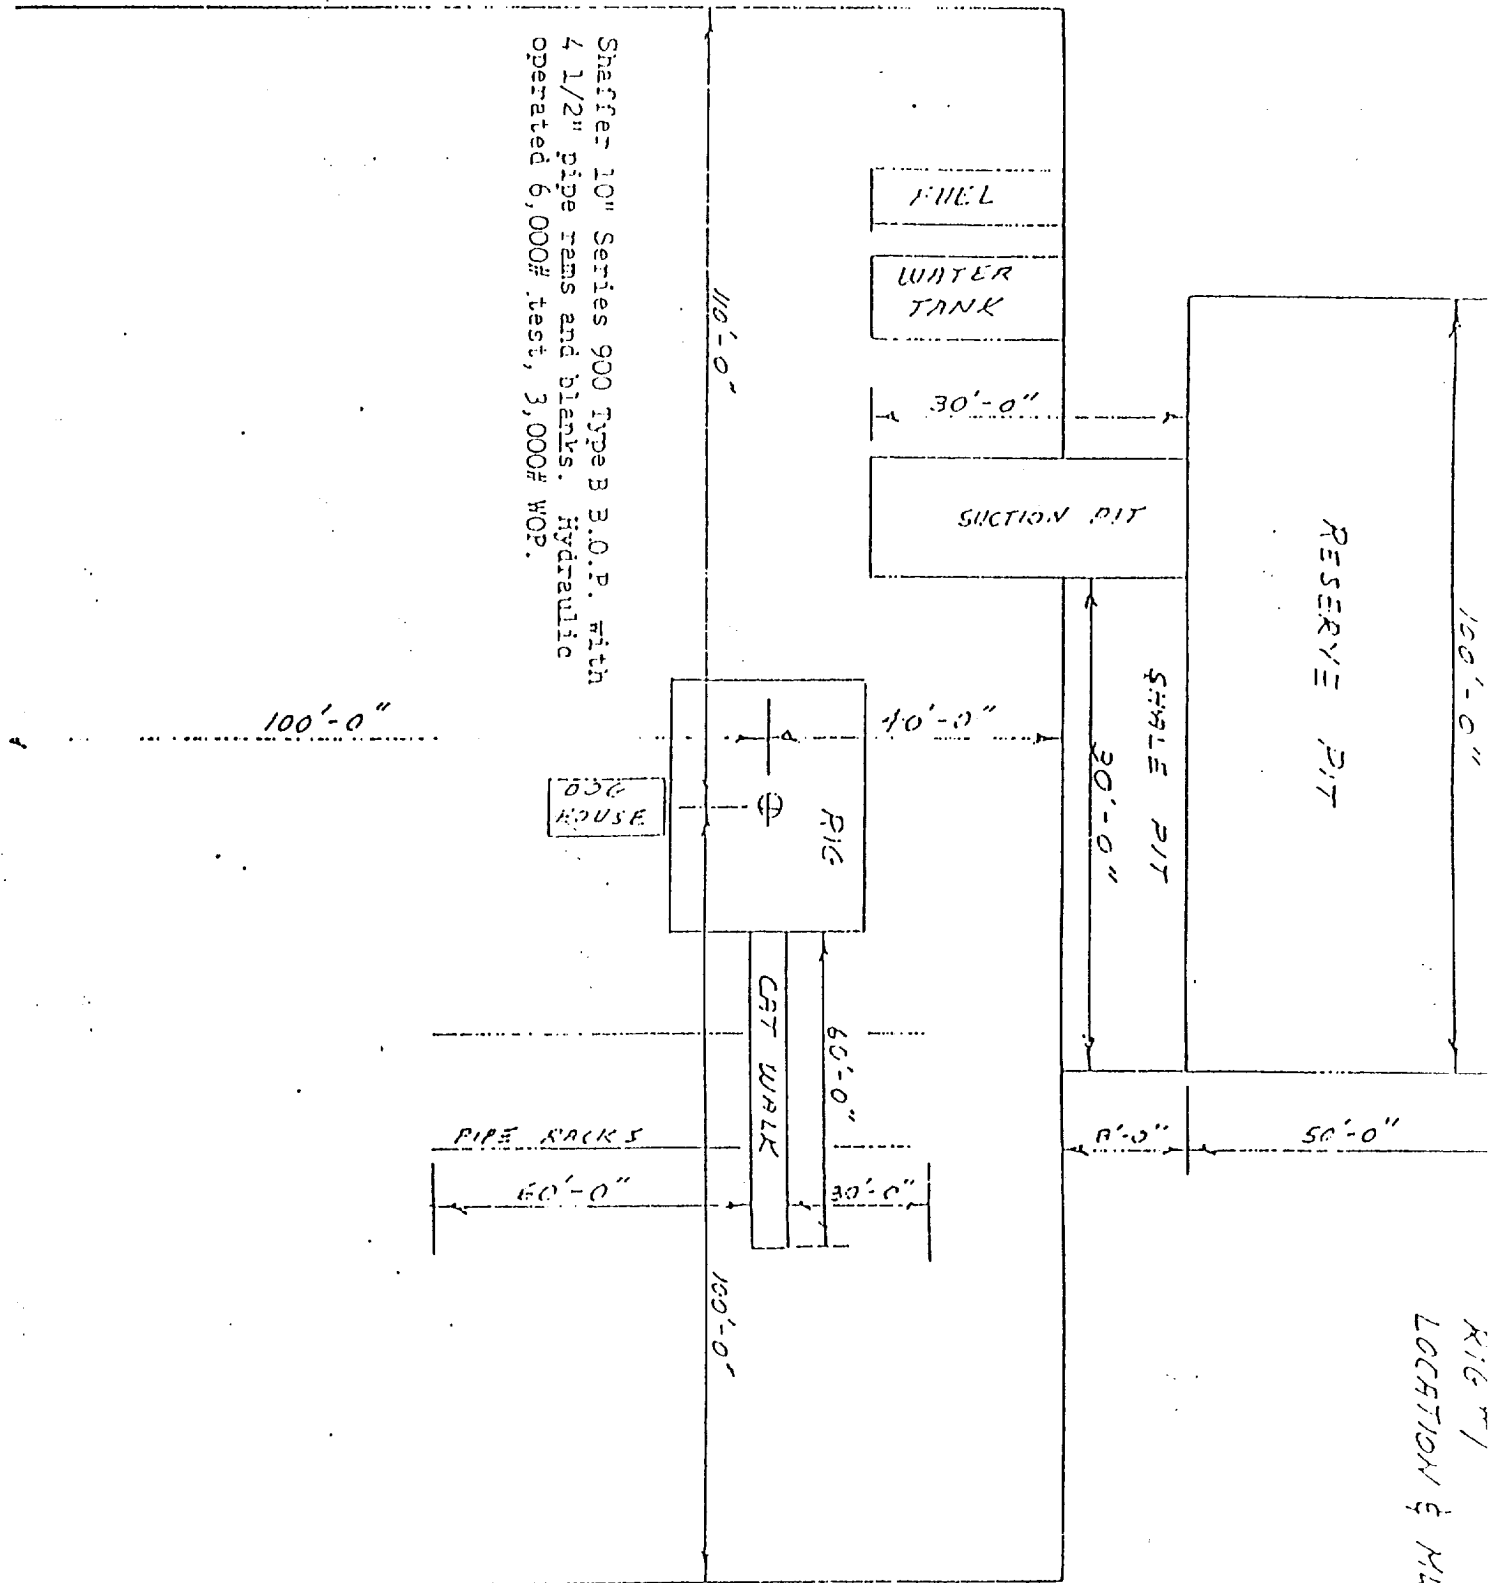 RIG #1
LOCATION &
100'-0"
RESERVE PIT
50'-0"
SHALE PIT
30'-0"
SUCTION PIT
30'-0"
WATER
TANK
FUEL
40'-0"
RIG
DOG
HOUSE
CAT WALK
60'-0"
30'-0"
60'-0"
PIPE RACKS
110'-0"
100'-0"
100'-0"
Shaffer 10" Series 900 Type B B.O.P. with
4 1/2" pipe rams and blanks. Hydraulic
operated 6,000# test, 3,000# WOP.